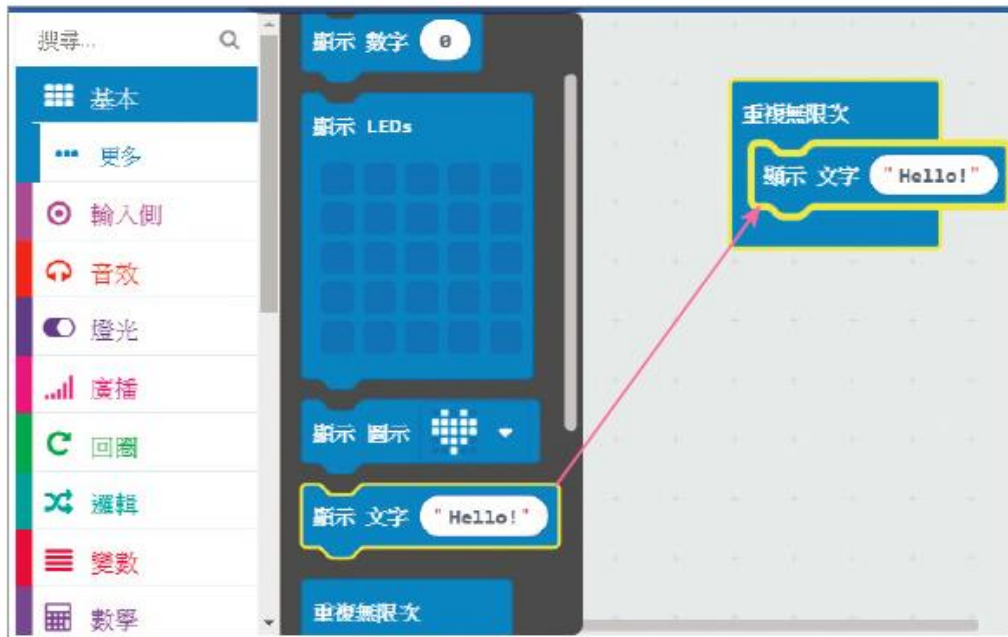 搜尋...
基本
更多
輸入側
音效
燈光
廣播
回圈
邏輯
變數
數學
顯示 數字 0
顯示 LEDs
顯示 圖示
顯示 文字 "Hello!"
重複無限次
重複無限次
顯示 文字 "Hello!"